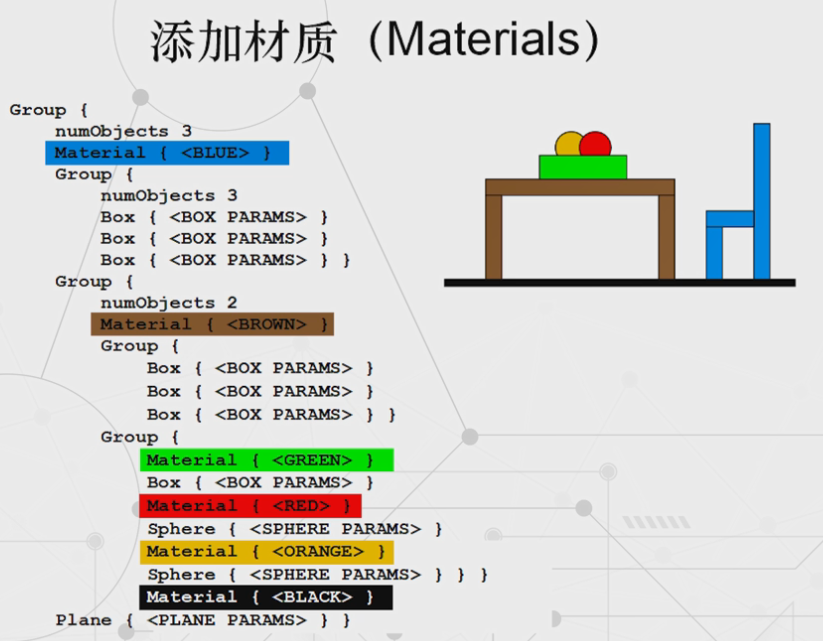 添加材质（Materials）
Group {
numObjects 3
Material { <BLUE> }
Group {
numObjects 3
Box { <BOX PARAMS> }
Box { <BOX PARAMS> }
Box { <BOX PARAMS> } }
Group {
numObjects 2
Material { <BROWN> }
Group {
Box { <BOX PARAMS> }
Box { <BOX PARAMS> }
Box { <BOX PARAMS> } }
Group {
Material { <GREEN> }
Box { <BOX PARAMS> }
Material { <RED> }
Sphere { <SPHERE PARAMS> }
Material { <ORANGE> }
Sphere { <SPHERE PARAMS> } } }
Material { <BLACK> }
Plane { <PLANE PARAMS> } }